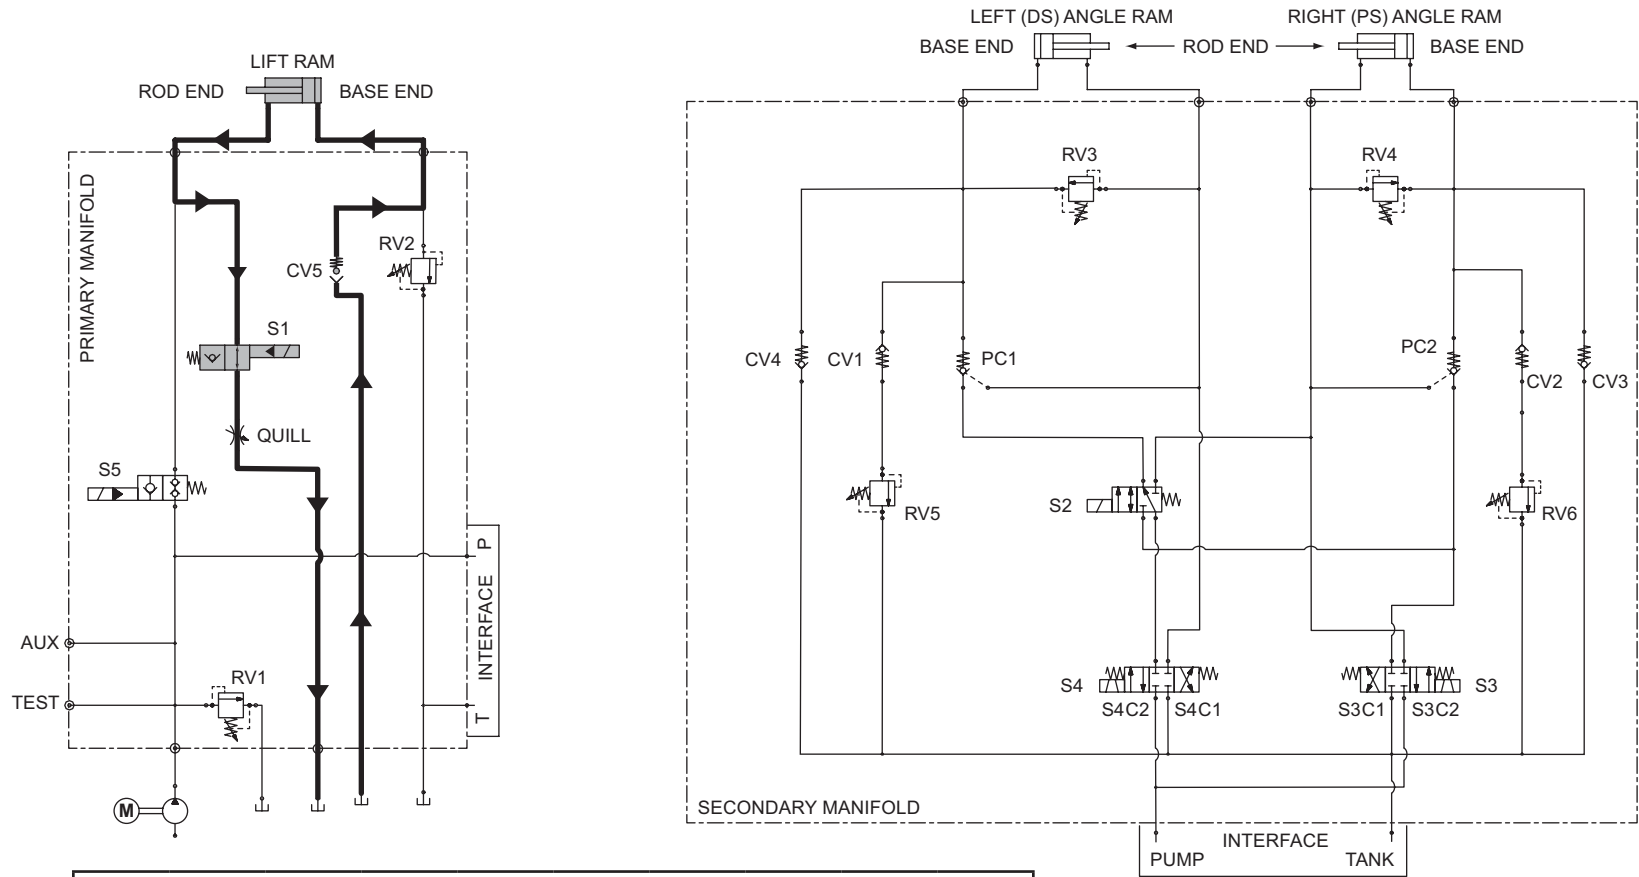 LEFT (DS) ANGLE RAM
RIGHT (PS) ANGLE RAM
BASE END
ROD END
BASE END
LIFT RAM
ROD END
BASE END
PRIMARY MANIFOLD
RV3
RV4
RV2
CV5
S1
CV4
CV1
PC1
PC2
CV2
CV3
QUILL
S5
S2
RV5
RV6
P
INTERFACE
T
AUX
TEST
RV1
S4
S4C2
S4C1
S3C1
S3C2
S3
M
SECONDARY MANIFOLD
INTERFACE
PUMP
TANK